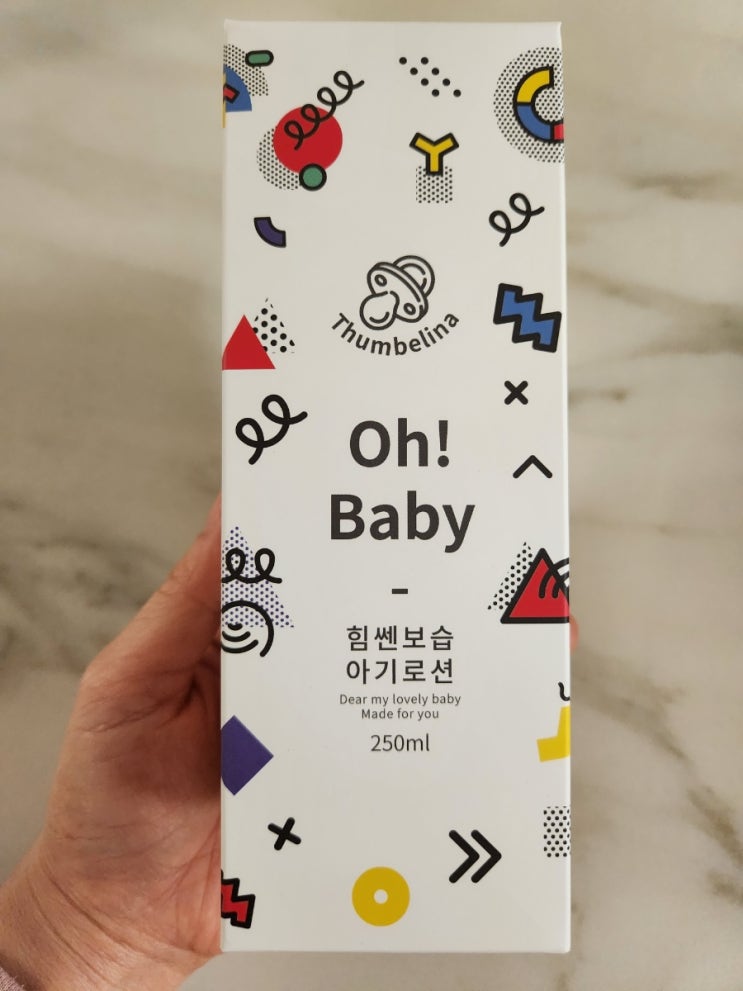 Thumbelina
Oh!
Baby
-
힘쎈보습
아기로션
Dear my lovely baby
Made for you
250ml